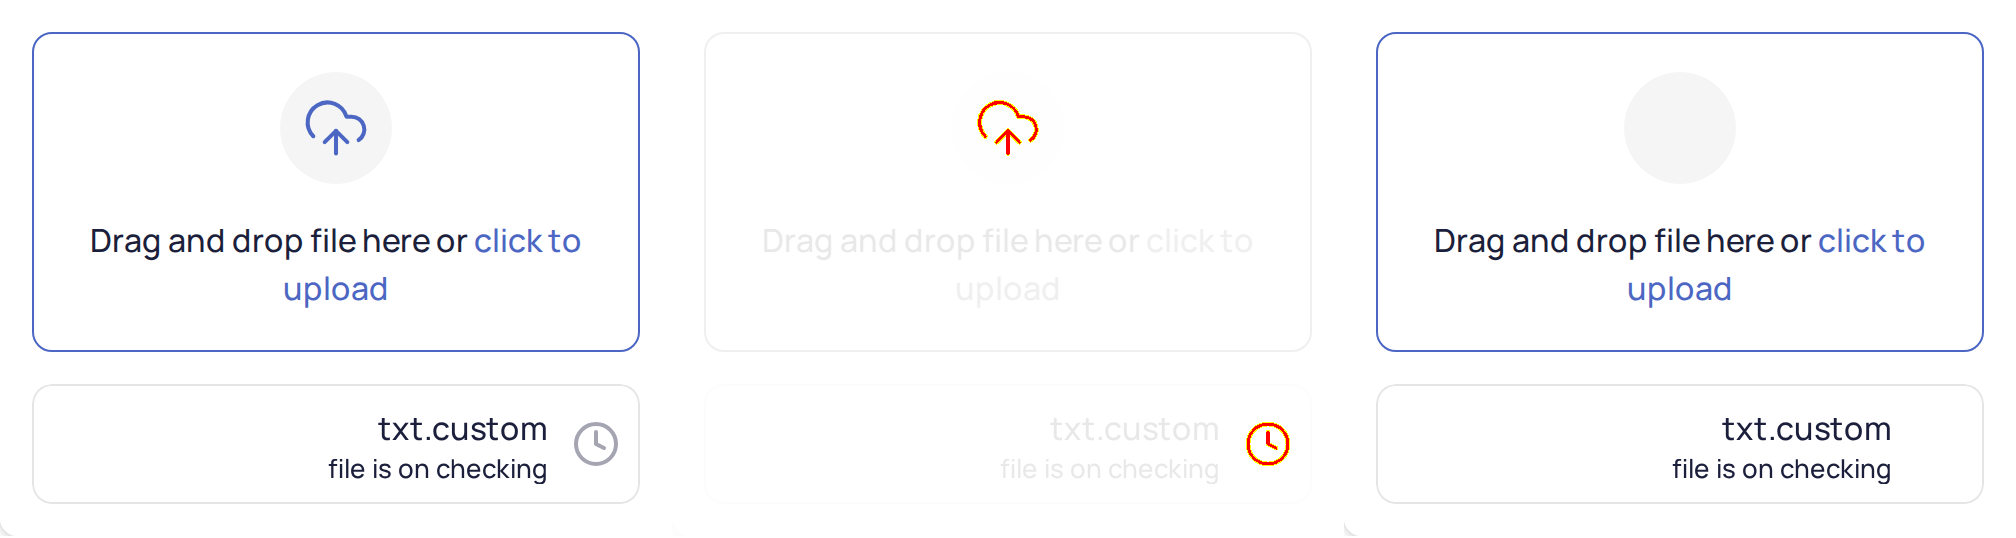 Drag and drop file here or click to
upload
txt.custom
file is on checking
Drag and drop file here or click to
upload
txt.custom
file is on checking
Drag and drop file here or click to
upload
txt.custom
file is on checking